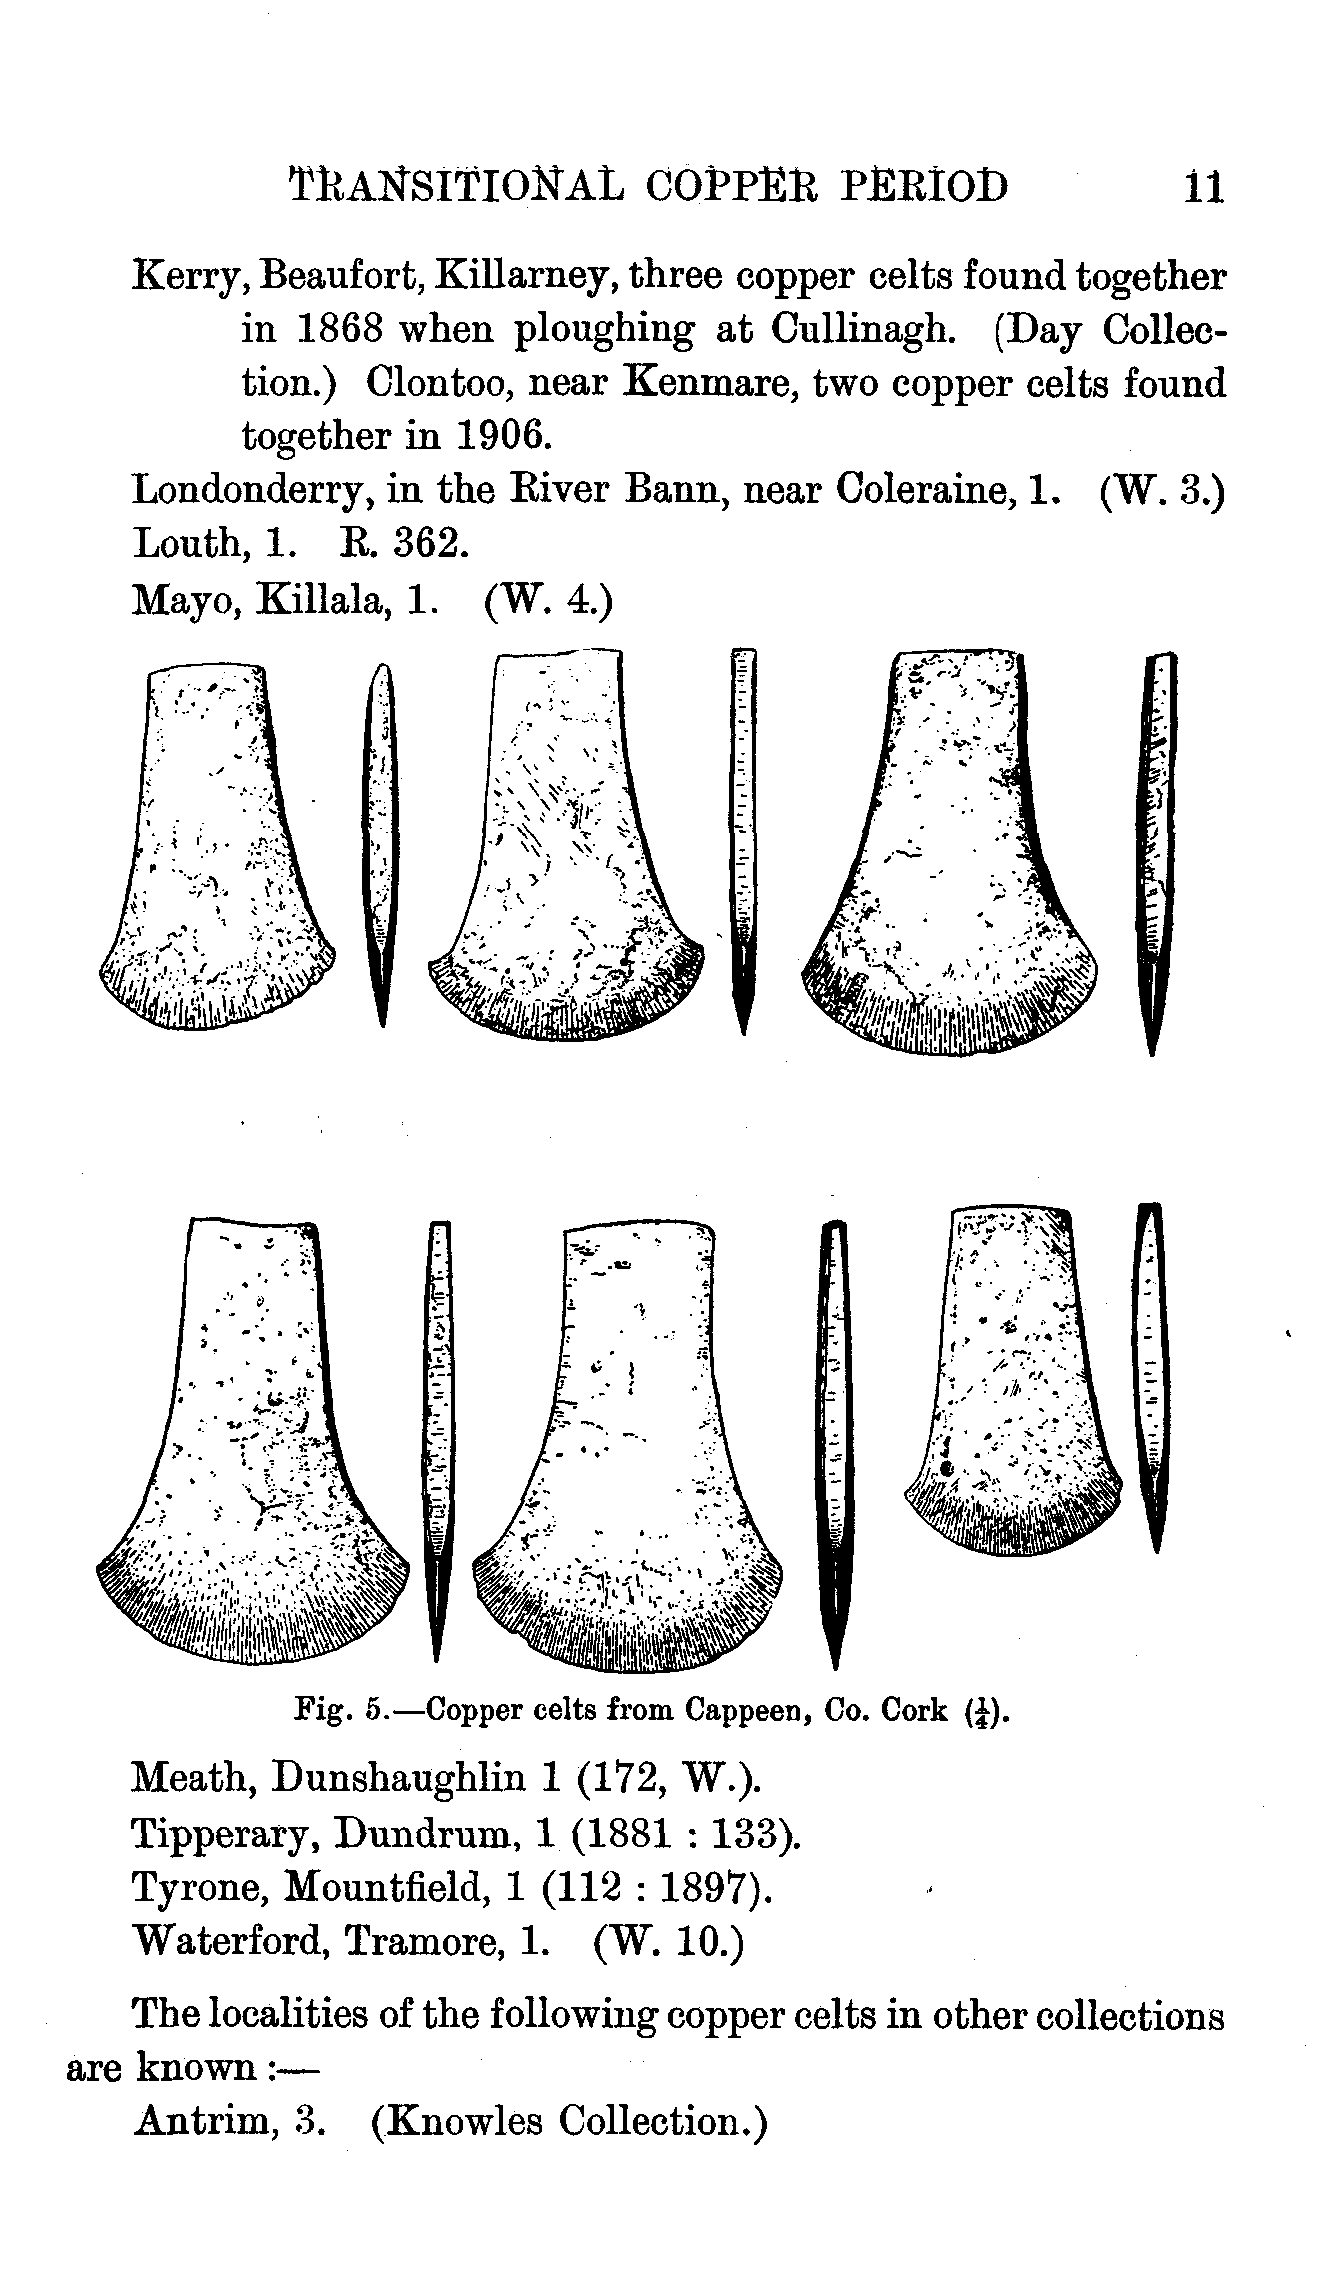 TRANSITIONAL COPPER PERIOD 11
Kerry, Beaufort, Killarney, three copper celts found together
in 1868 when ploughing at Cullinagh. (Day Collec-
tion.) Clontoo, near Kenmare, two copper celts found
together in 1906.
Londonderry, in the River Bann, near Coleraine, 1. (W. 3.)
Louth, 1. R. 362.
Mayo, Killala, 1. (W. 4.)
Fig. 5.—Copper celts from Cappeen, Co. Cork (¼).
Meath, Dunshaughlin 1 (172, W.).
Tipperary, Dundrum, 1 (1881 : 133).
Tyrone, Mountfield, 1 (112 : 1897).
Waterford, Tramore, 1. (W. 10.)
The localities of the following copper celts in other collections
are known :—
Antrim, 3. (Knowles Collection.)